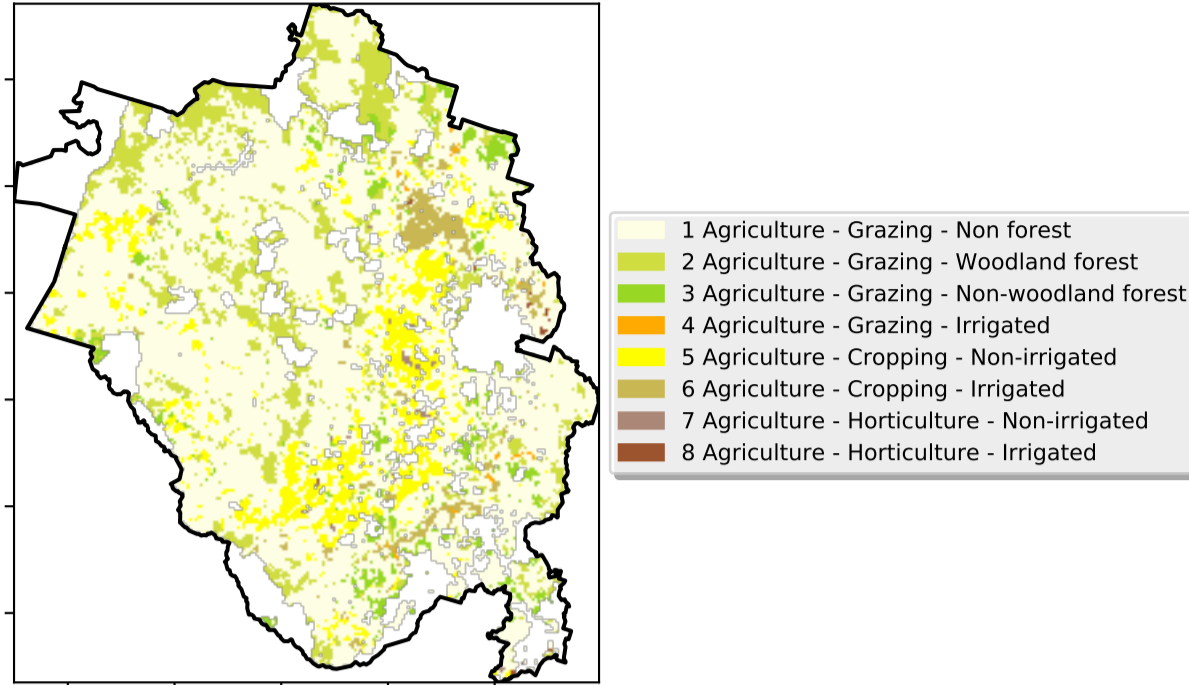 1 Agriculture - Grazing - Non forest
2 Agriculture - Grazing - Woodland forest
3 Agriculture - Grazing - Non-woodland forest
4 Agriculture - Grazing - Irrigated
5 Agriculture - Cropping - Non-irrigated
6 Agriculture - Cropping - Irrigated
7 Agriculture - Horticulture - Non-irrigated
8 Agriculture - Horticulture - Irrigated